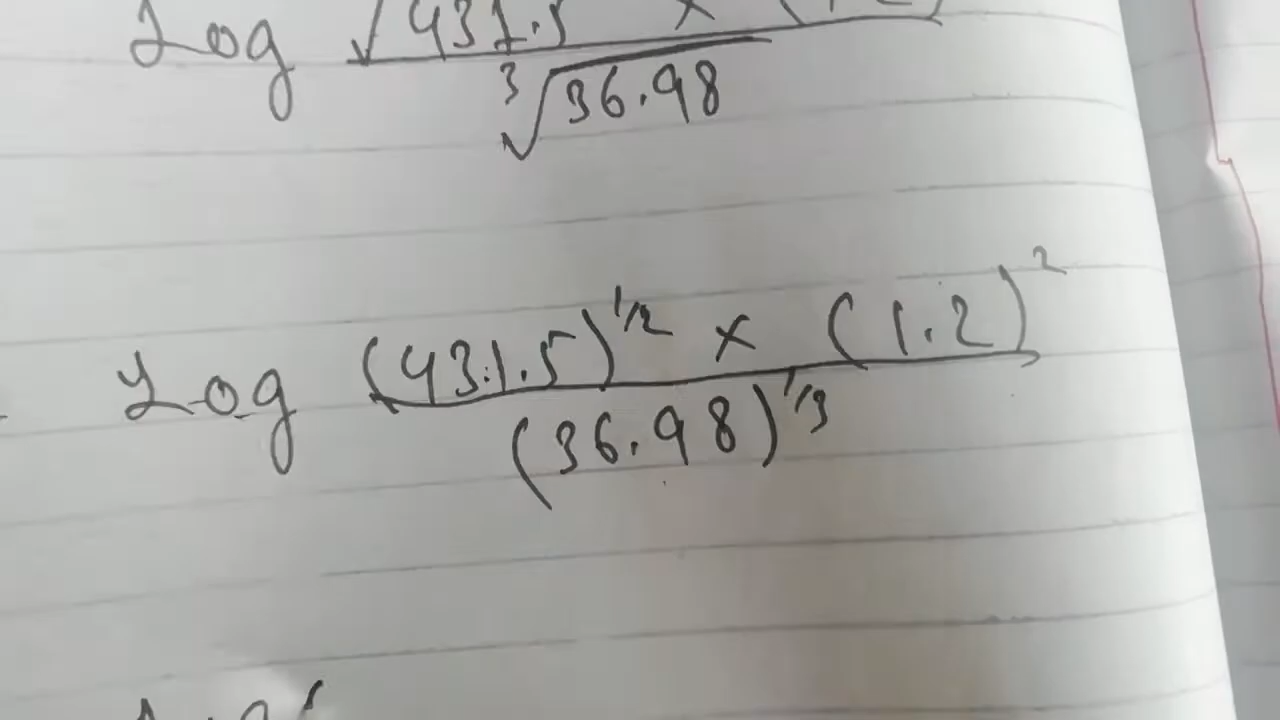 Log √431.5 × (1.2)
³√36.98
Log (431.5)^1/2 × (1.2)^2
(36.98)^1/3